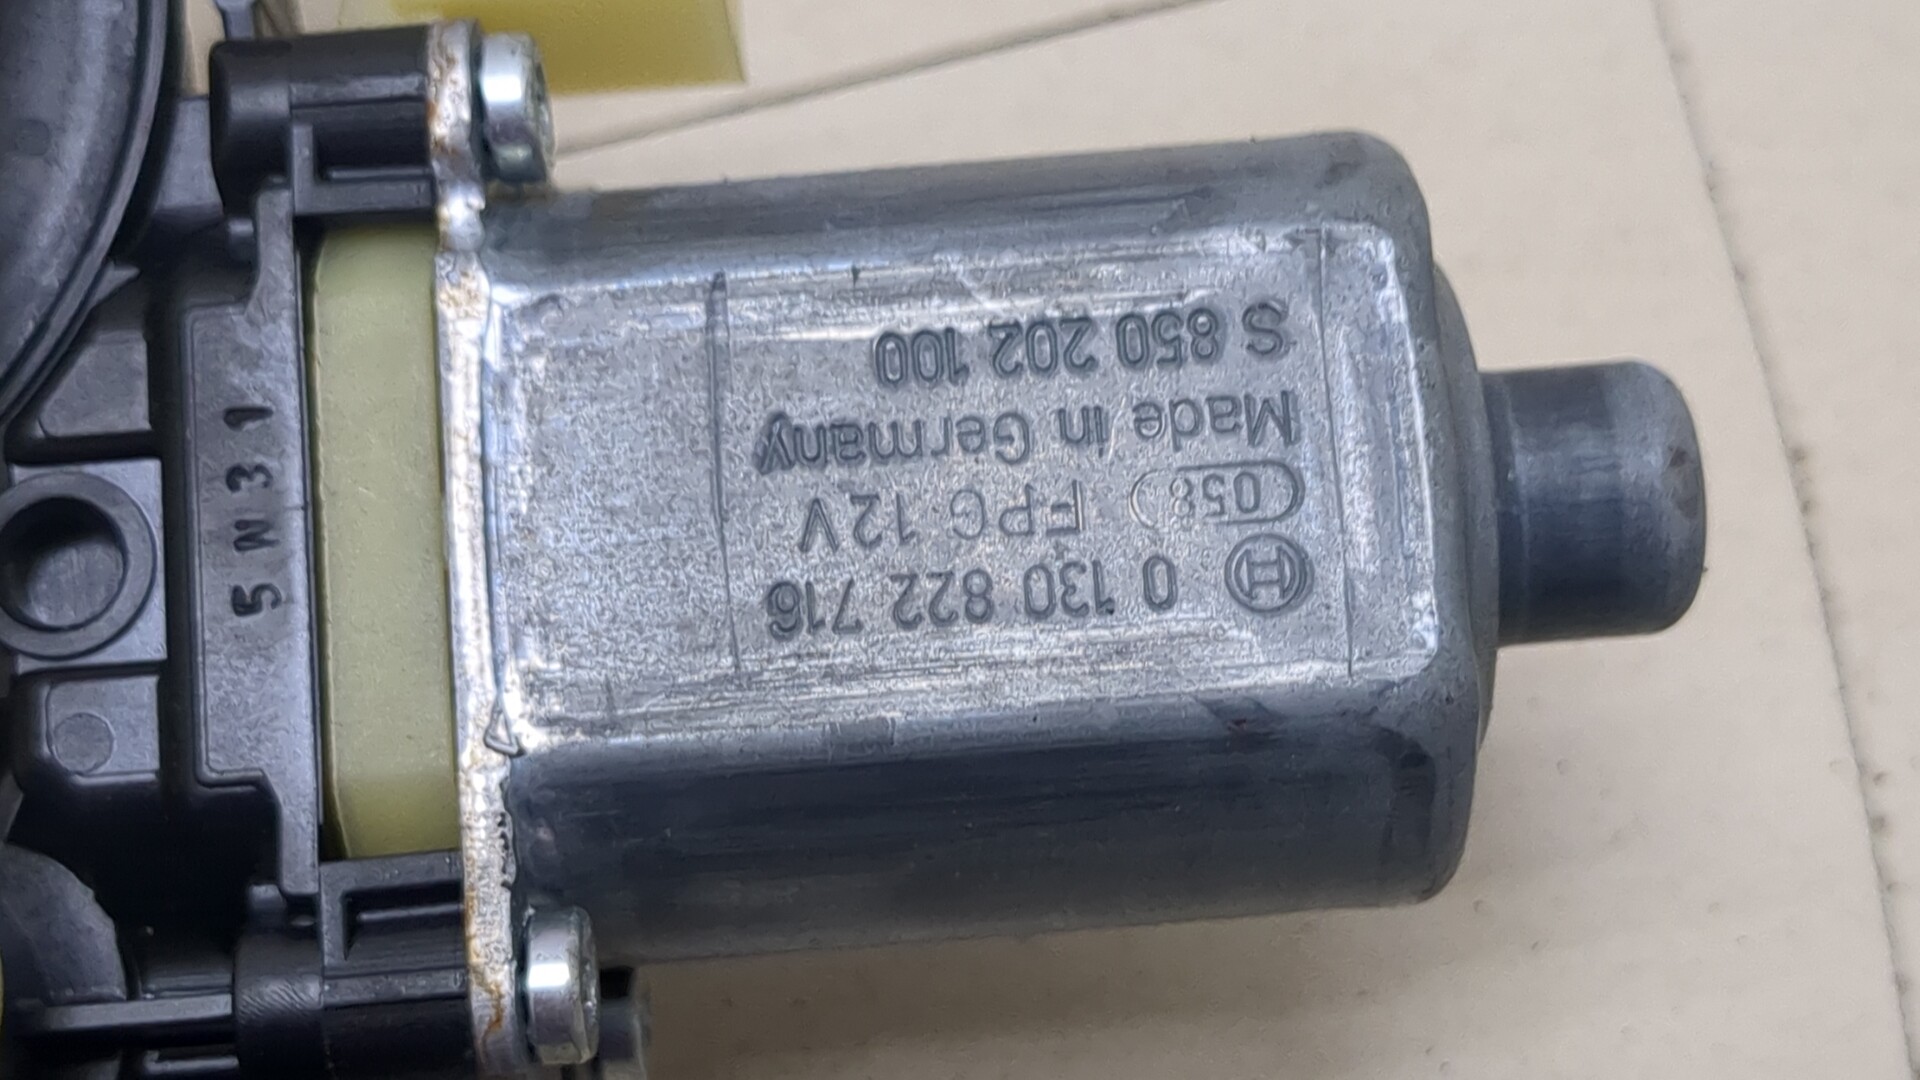 0 130 822 716
058 FPG 12V
Made in Germany
S 850 202 100
5N31